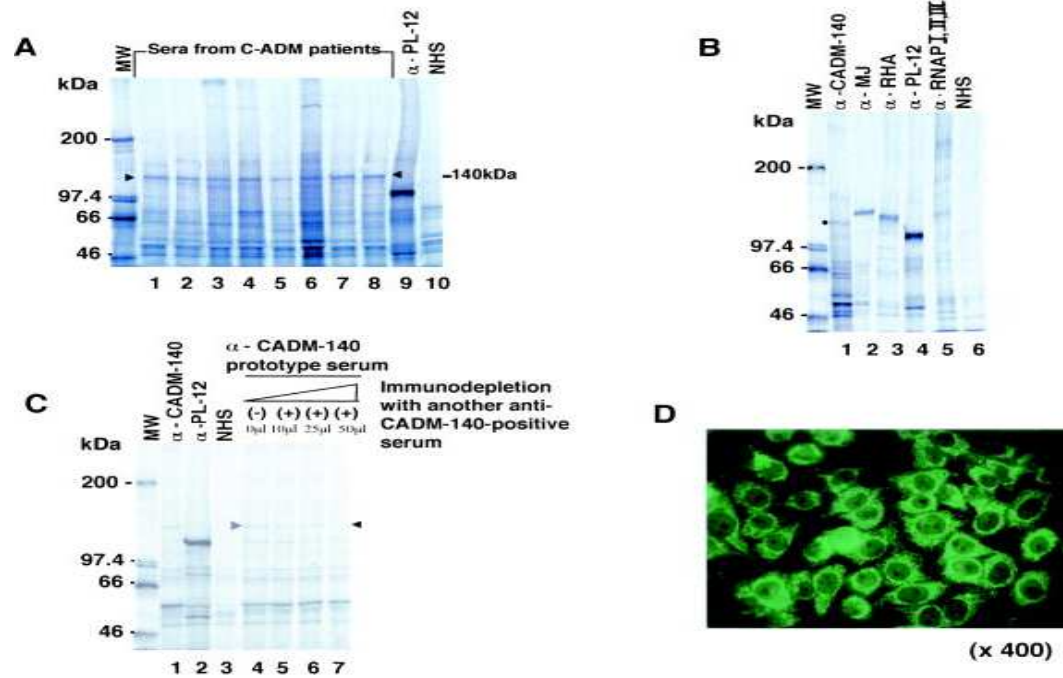 A
MW
Sera from C-ADM patients
α - PL-12
NHS
kDa
200
97.4
66
46
140kDa
1 2 3 4 5 6 7 8 9 10
B
MW
α -CADM-140
α - MJ
α - RHA
α - PL-12
α - RNAP I,II,III
NHS
kDa
200
97.4
66
46
1 2 3 4 5 6
C
MW
α - CADM-140
α -PL-12
NHS
α - CADM-140
prototype serum
(-) (+) (+) (+)
0μl 10μl 25μl 50μl
Immunodepletion
with another anti-
CADM-140-positive
serum
kDa
200
97.4
66
46
1 2 3 4 5 6 7
D
(x 400)